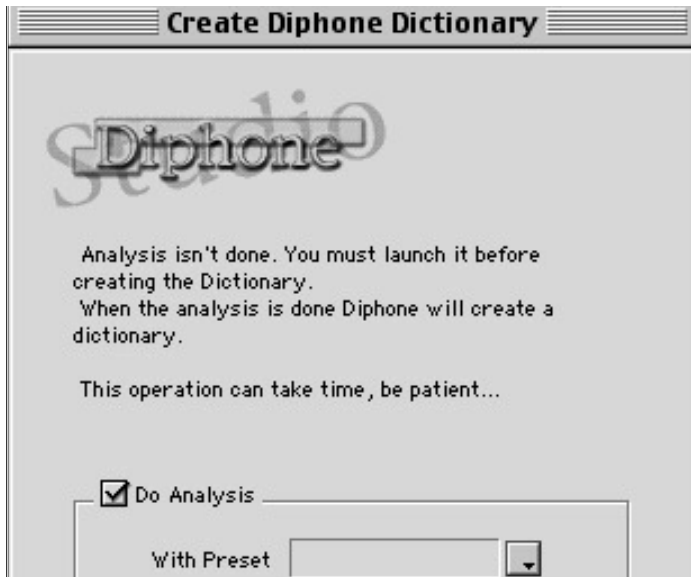 Create Diphone Dictionary
Studio
Diphone
Analysis isn't done. You must launch it before
creating the Dictionary.
When the analysis is done Diphone will create a
dictionary.
This operation can take time, be patient...
Do Analysis
With Preset